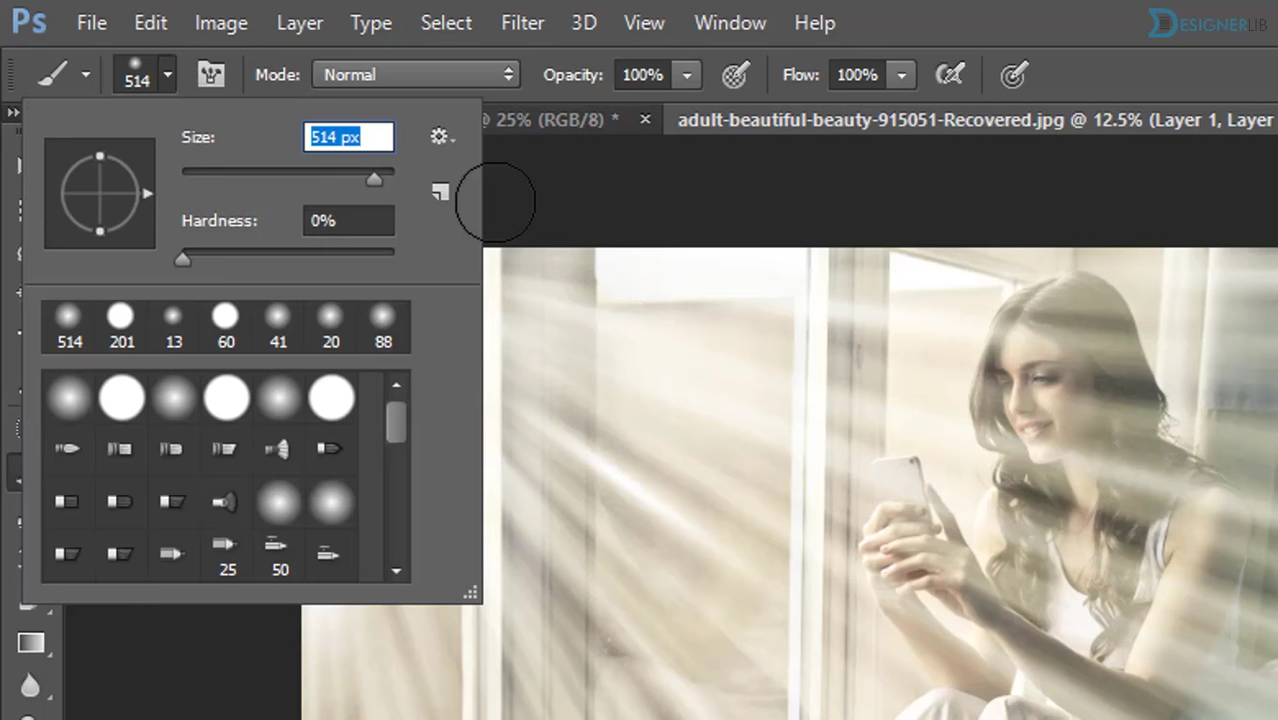 Ps File Edit Image Layer Type Select Filter 3D View Window Help
DESIGNERLIB
514 Mode: Normal Opacity: 100% Flow: 100%
@ 25% (RGB/8) * × adult-beautiful-beauty-915051-Recovered.jpg @ 12.5% (Layer 1, Layer
Size: 514 px
Hardness: 0%
514 201 13 60 41 20 88
25 50